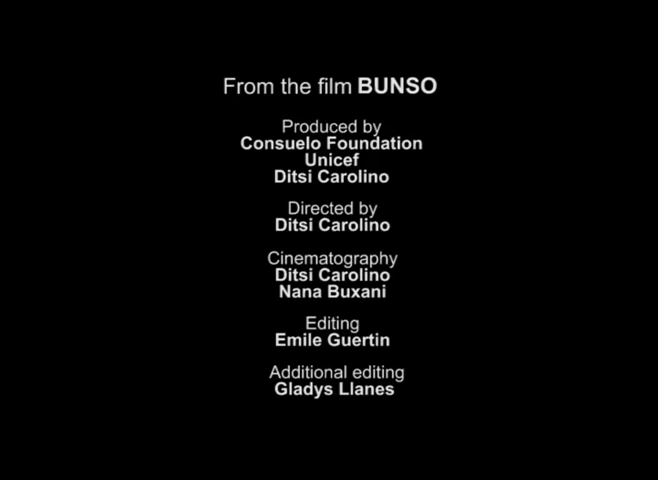 From the film BUNSO
Produced by
Consuelo Foundation
Unicef
Ditsi Carolino
Directed by
Ditsi Carolino
Cinematography
Ditsi Carolino
Nana Buxani
Editing
Emile Guertin
Additional editing
Gladys Llanes